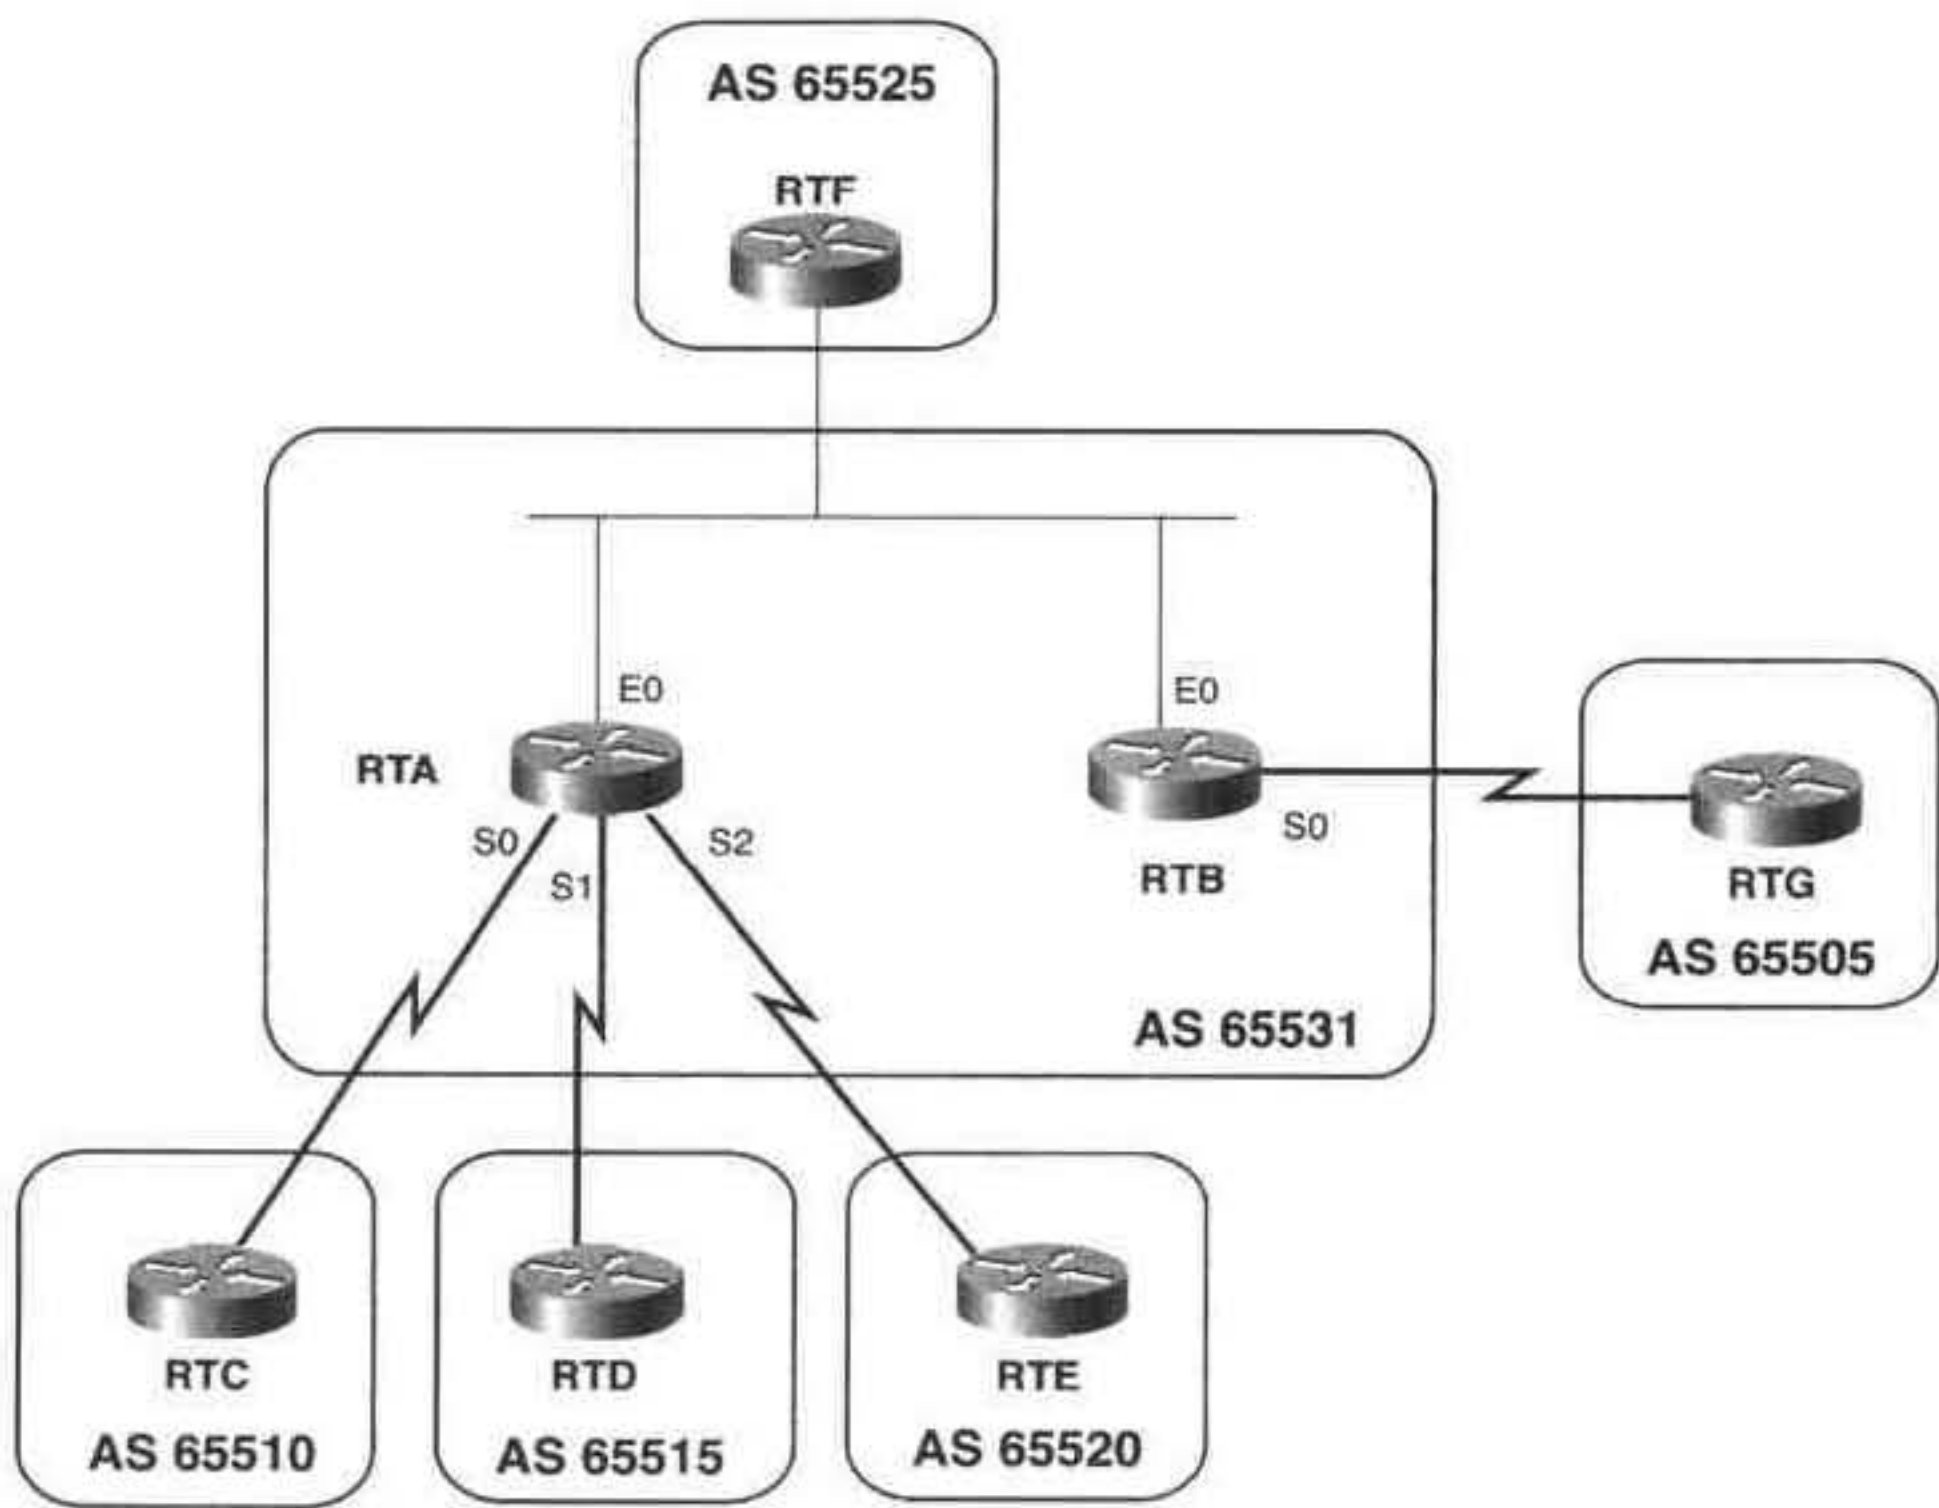 AS 65525
RTF
E0
E0
RTA
S0
S1
S2
S0
RTB
RTG
AS 65505
AS 65531
RTC
AS 65510
RTD
AS 65515
RTE
AS 65520